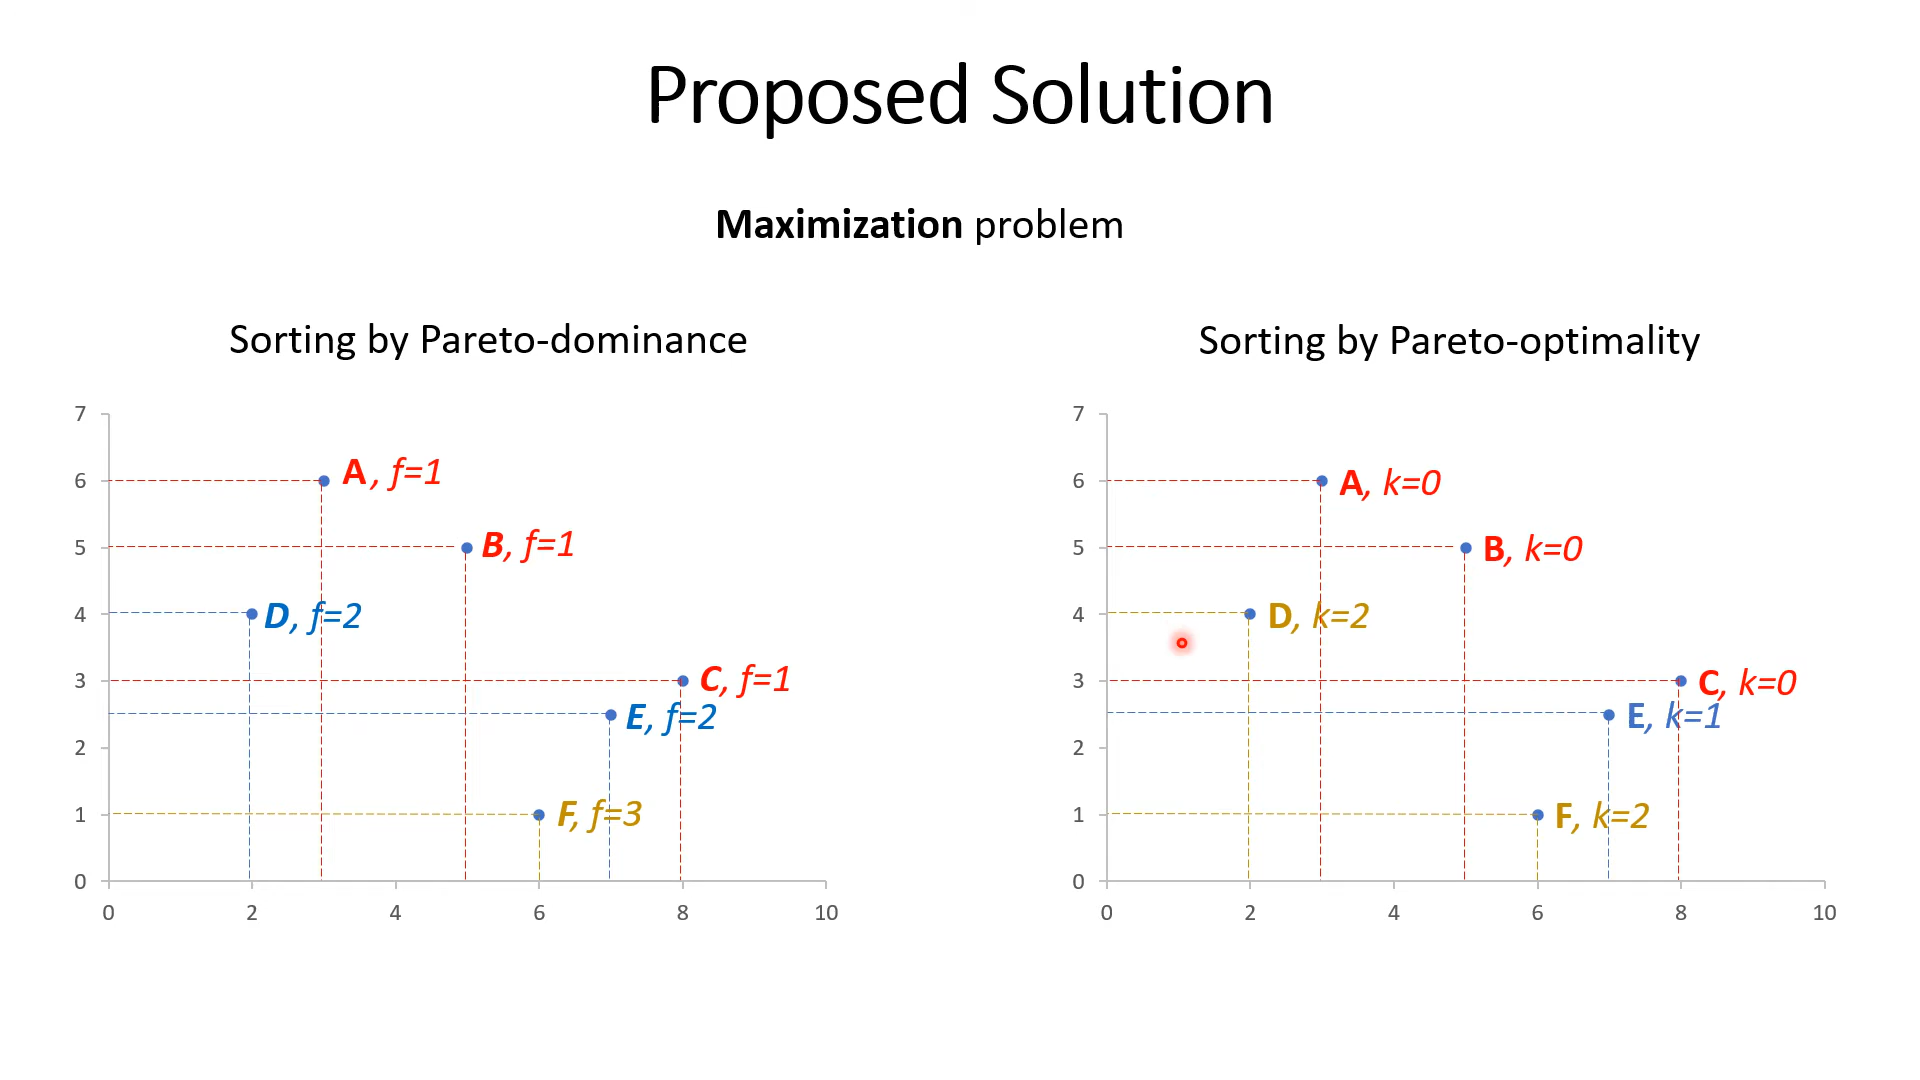 Proposed Solution
Maximization problem
Sorting by Pareto-dominance
7
6
5
4
3
2
1
0
0 2 4 6 8 10
A, f=1
B, f=1
D, f=2
C, f=1
E, f=2
F, f=3
Sorting by Pareto-optimality
7
6
5
4
3
2
1
0
0 2 4 6 8 10
A, k=0
B, k=0
D, k=2
C, k=0
E, k=1
F, k=2